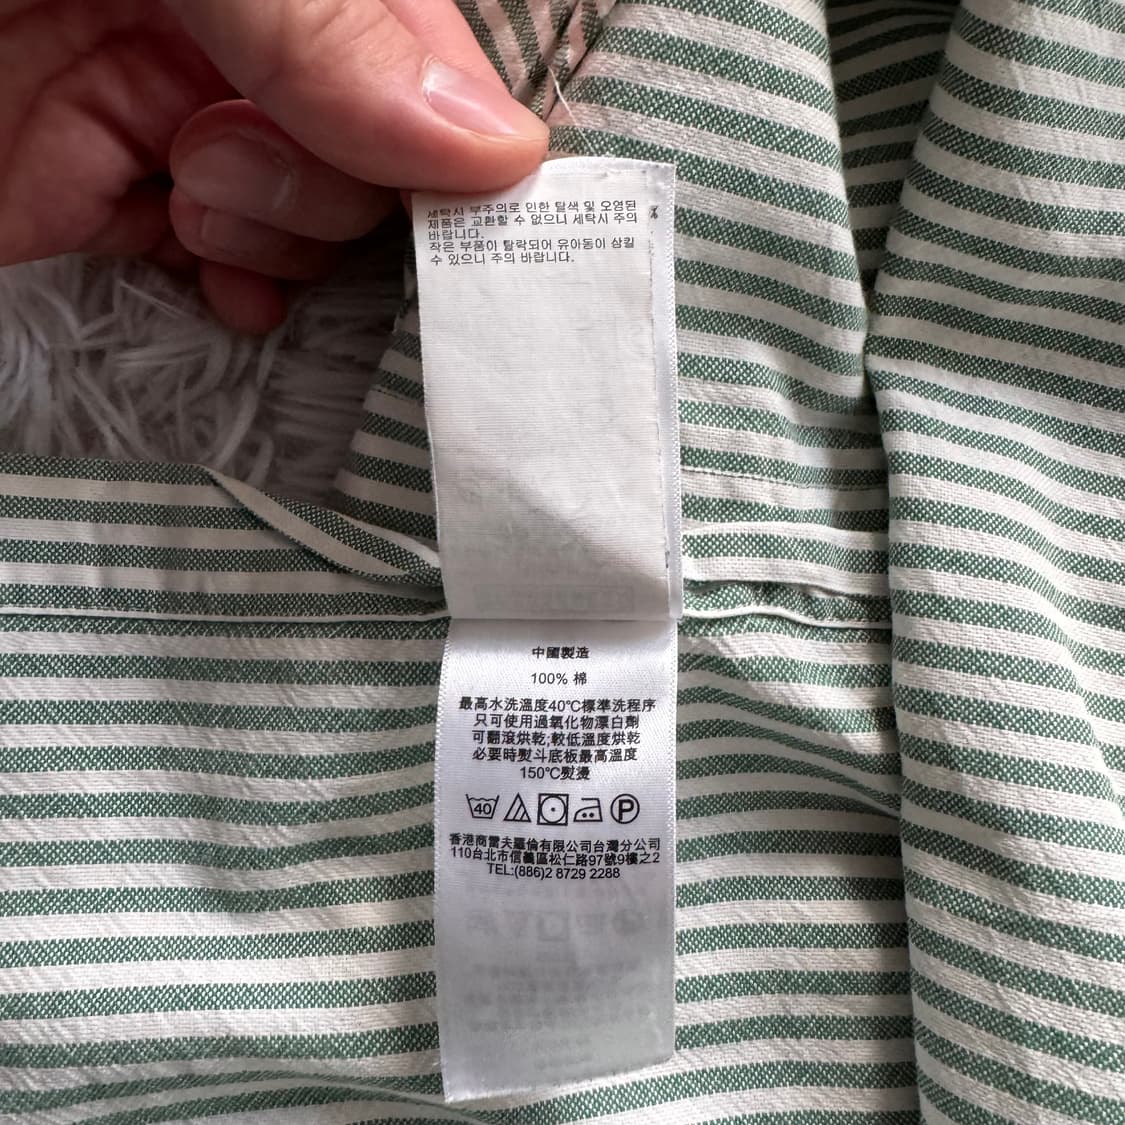 세탁시 부주의로 인한 탈색 및 오염된
제품은 교환할 수 없으니 세탁시 주의
바랍니다.
작은 부품이 탈락되어 유아동이 삼킬
수 있으니 주의 바랍니다.
中國製造
100% 棉
最高水洗溫度40℃標準洗程序
只可使用過氧化物漂白劑
可翻滾烘乾;較低溫度烘乾
必要時熨斗底板最高溫度
150℃熨燙
40 P
香港商雷夫羅倫有限公司台灣分公司
110台北市信義區松仁路97號9樓之2
TEL:(886)2 8729 2288